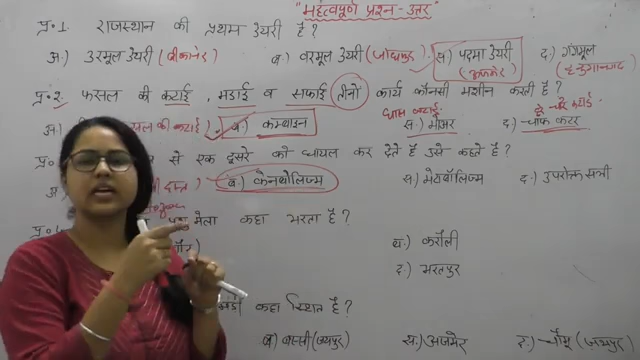 "महत्वपूर्ण प्रश्न-उत्तर"
प्र॰1. राजस्थान की प्रथम डेयरी है?
अ.) उरमूल डेयरी (बीकानेर) ब.) वरमूल डेयरी (जोधपुर) स.) पदमा डेयरी (अजमेर) द.) गंगमूल (हनुमानगढ़)
प्र॰2. फसल की कटाई, मडाई व सफाई तीनो कार्य कौनसी मशीन करती है?
की कटाई) ब.) कम्बाइन स.) मोअर द.) चाफ कटर
प्र॰ से एक दूसरे को घायल कर देते है उसे कहते है?
अ.) ब.) केनबोलिज्म स.) मेटाबॉलिज्म द.) उपरोक्त सभी
प्र॰ पशु मेला कहा भरता है?
स.) करौली
द.) भरतपुर
कहा स्थित है?
ब.) बस्सी (जयपुर) स.) अजमेर द.) चौमू (जयपुर)